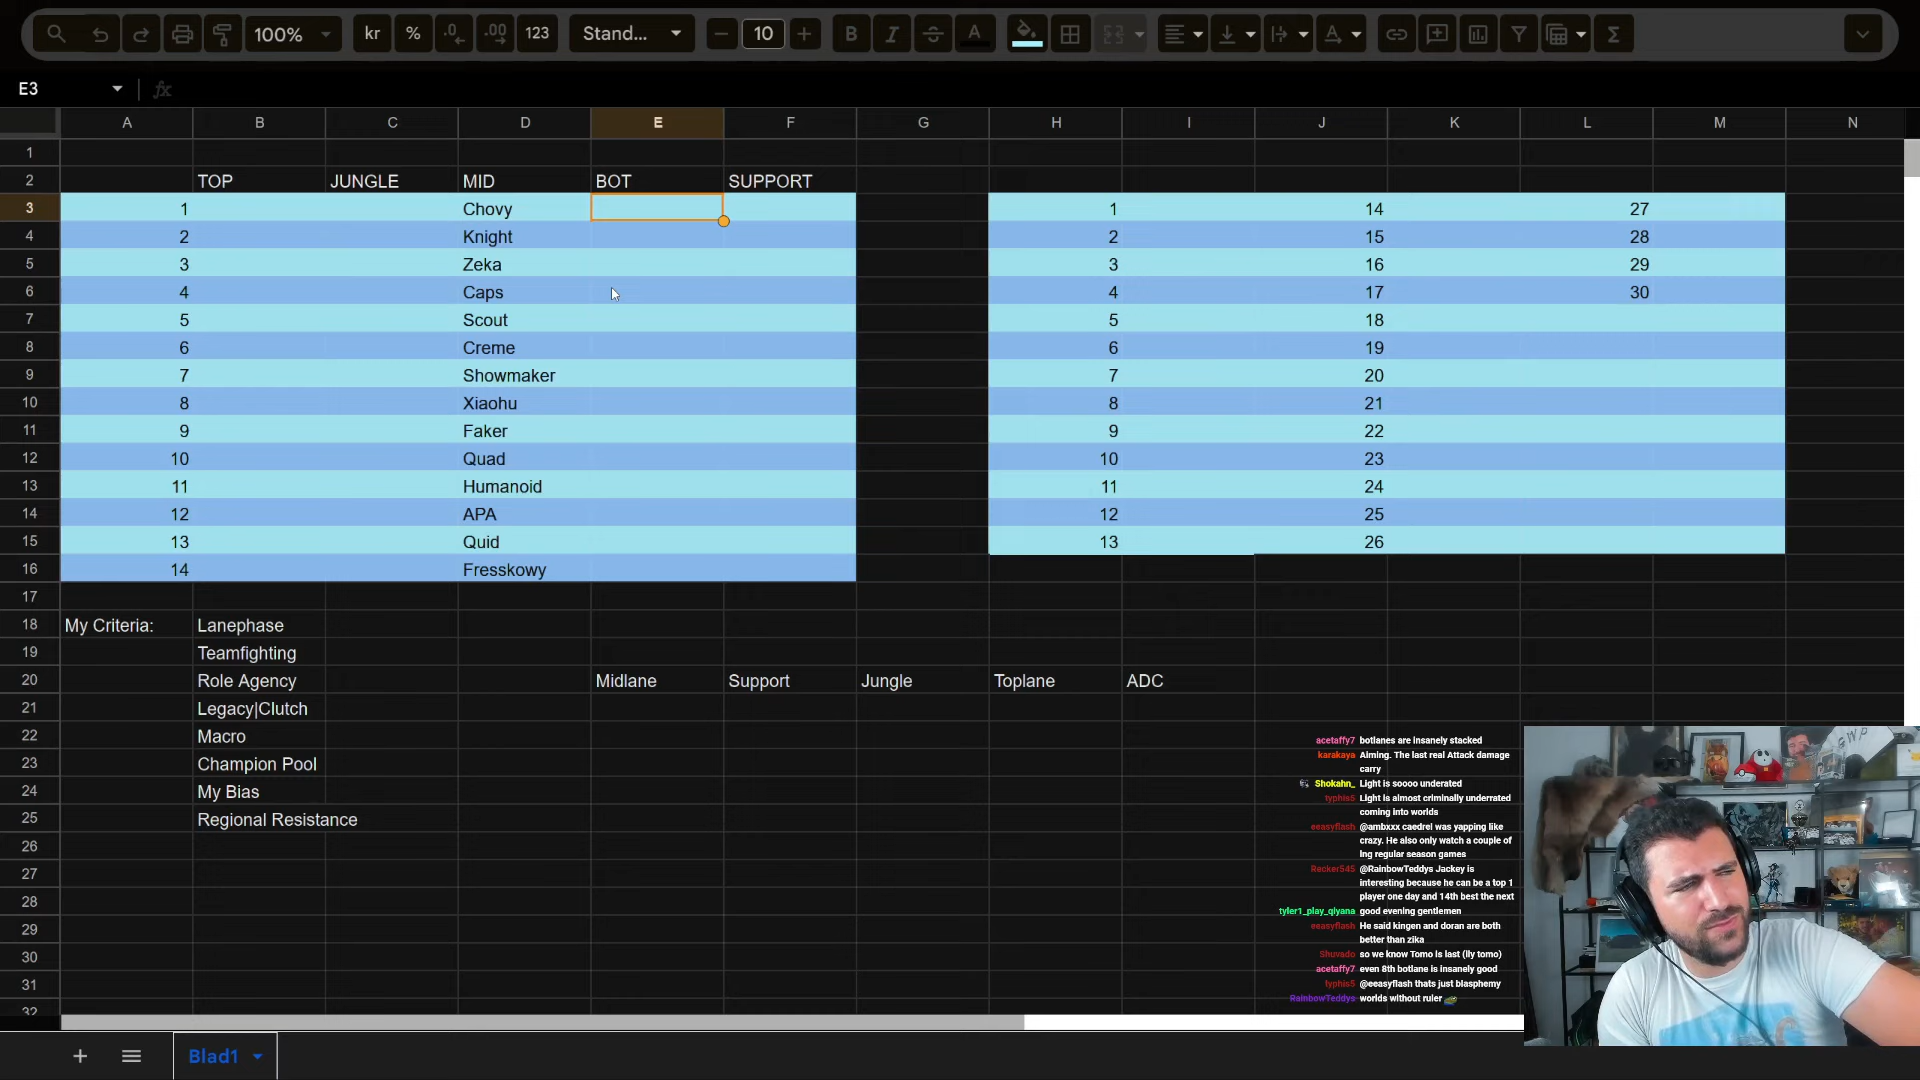 100%
kr
%
.0
.00
123
Stand...
10
B
I
A
E3
fx
A B C D E F G H I J K L M N
1
2 TOP JUNGLE MID BOT SUPPORT
3 1 Chovy 1 14 27
4 2 Knight 2 15 28
5 3 Zeka 3 16 29
6 4 Caps 4 17 30
7 5 Scout 5 18
8 6 Creme 6 19
9 7 Showmaker 7 20
10 8 Xiaohu 8 21
11 9 Faker 9 22
12 10 Quad 10 23
13 11 Humanoid 11 24
14 12 APA 12 25
15 13 Quid 13 26
16 14 Fresskowy
17
18 My Criteria: Lanephase
19 Teamfighting
20 Role Agency Midlane Support Jungle Toplane ADC
21 Legacy|Clutch
22 Macro
23 Champion Pool
24 My Bias
25 Regional Resistance
26
27
28
29
30
31
32
acetaffy7 botlanes are insanely stacked
karakaya Aiming. The last real Attack damage
carry
Shokahn_ Light is soooo underated
typhis5 Light is almost criminally underrated
coming into worlds
eeasyflash @ambxxx caedrel was yapping like
crazy. He also only watch a couple of
lng regular season games
Recker545 @RainbowTeddys Jackey is
interesting because he can be a top 1
player one day and 14th best the next
tyler1_play_qiyana good evening gentlemen
eeasyflash He said kingen and doran are both
better than zika
Shuvado so we know Tomo is last (ily tomo)
acetaffy7 even 8th botlane is insanely good
typhis5 @eeasyflash thats just blasphemy
RainbowTeddys worlds without ruler
Blad1